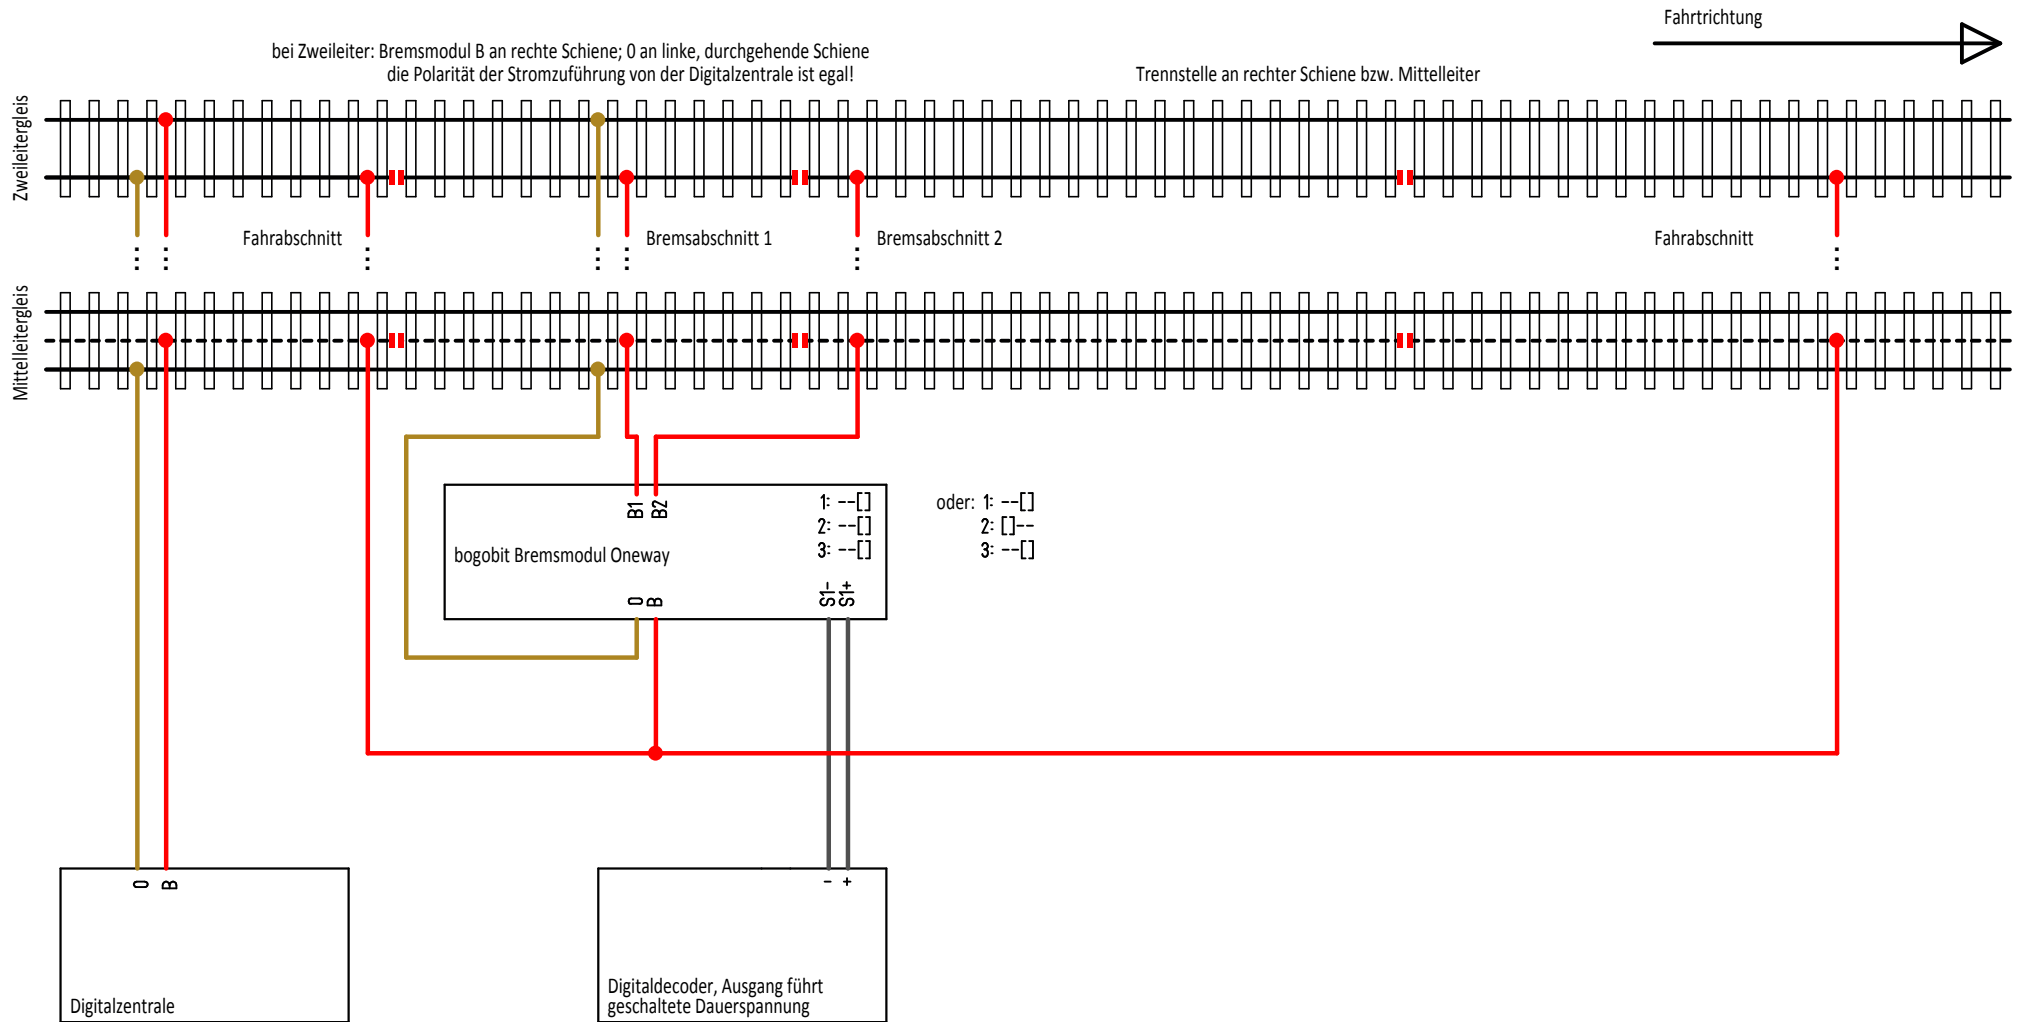 Fahrtrichtung
bei Zweileiter: Bremsmodul B an rechte Schiene; 0 an linke, durchgehende Schiene
die Polarität der Stromzuführung von der Digitalzentrale ist egal!
Trennstelle an rechter Schiene bzw. Mittelleiter
Zweileitergleis
Fahrabschnitt
Bremsabschnitt 1
Bremsabschnitt 2
Fahrabschnitt
Mittelleitergleis
B1
B2
1: --[]
2: --[]
3: --[]
oder: 1: --[]
2: []--
3: --[]
bogobit Bremsmodul Oneway
0
B
S1-
S1+
0
B
- +
Digitalzentrale
Digitaldecoder, Ausgang führt
geschaltete Dauerspannung